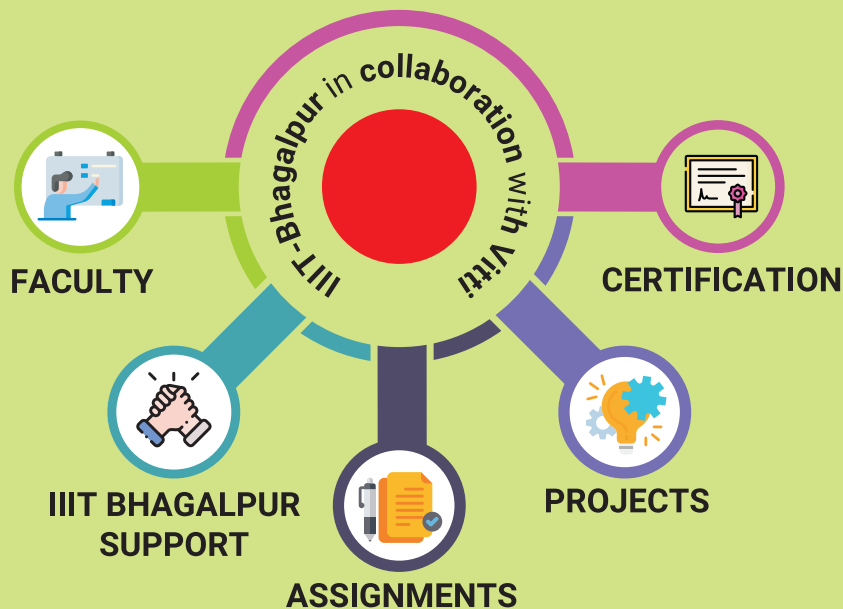 IIIT-Bhagalpur in collaboration with Vitti
FACULTY
CERTIFICATION
IIIT BHAGALPUR
SUPPORT
PROJECTS
ASSIGNMENTS